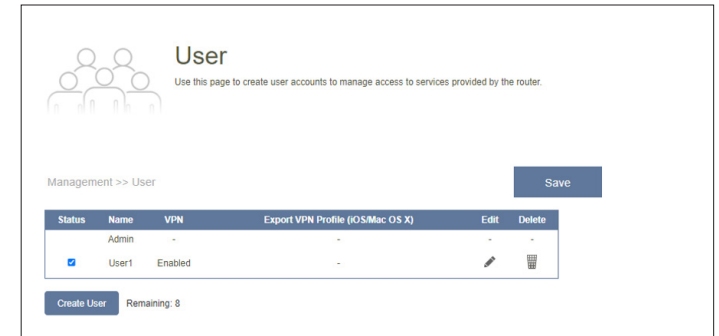 User
Use this page to create user accounts to manage access to services provided by the router.
Management >> User
Save
Status Name VPN Export VPN Profile (iOS/Mac OS X) Edit Delete
Admin - - - -
User1 Enabled -
Create User Remaining: 8